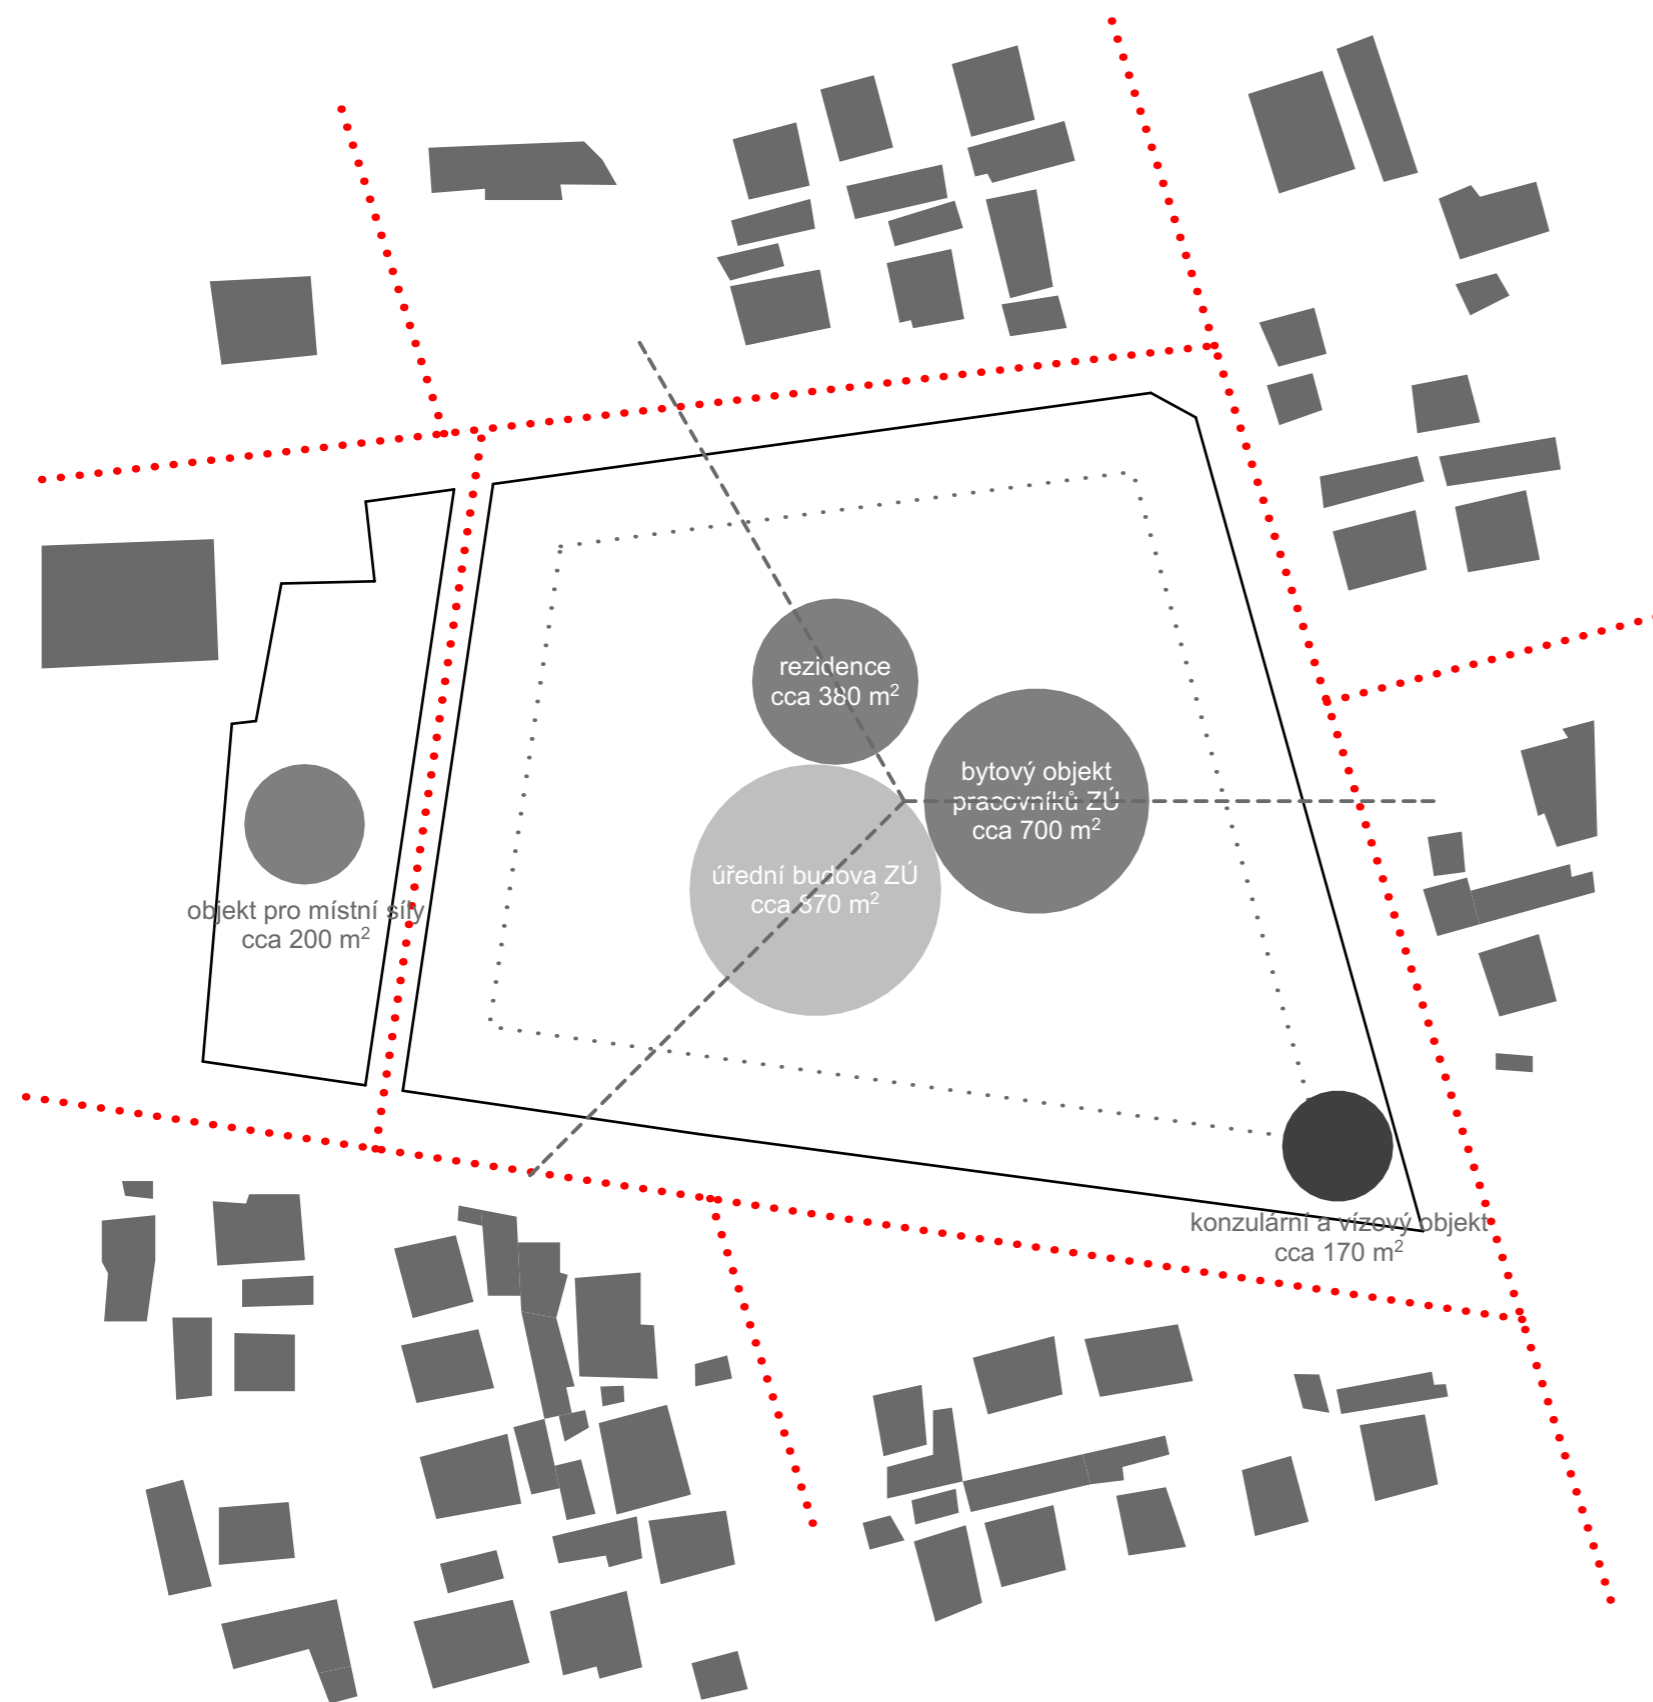 rezidence
cca 380 m²
bytový objekt
pracovníků ZÚ
cca 700 m²
úřední budova ZÚ
cca 870 m²
objekt pro místní síly
cca 200 m²
konzulární a vízový objekt
cca 170 m²